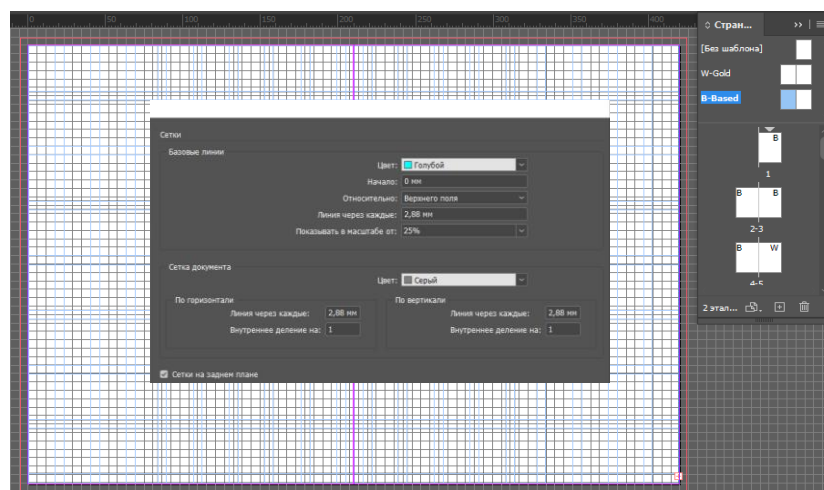 0 50 100 150 200 250 300 350 400
Стран...
[Без шаблона]
W-Gold
B-Based
B
1
B B
2-3
B W
4-5
2 этал...
Сетки
Базовые линии
Цвет: Голубой
Начало: 0 мм
Относительно: Верхнего поля
Линия через каждые: 2,88 мм
Показывать в масштабе от: 25%
Сетка документа
Цвет: Серый
По горизонтали
Линия через каждые: 2,88 мм
Внутреннее деление на: 1
По вертикали
Линия через каждые: 2,88 мм
Внутреннее деление на: 1
Сетки на заднем плане